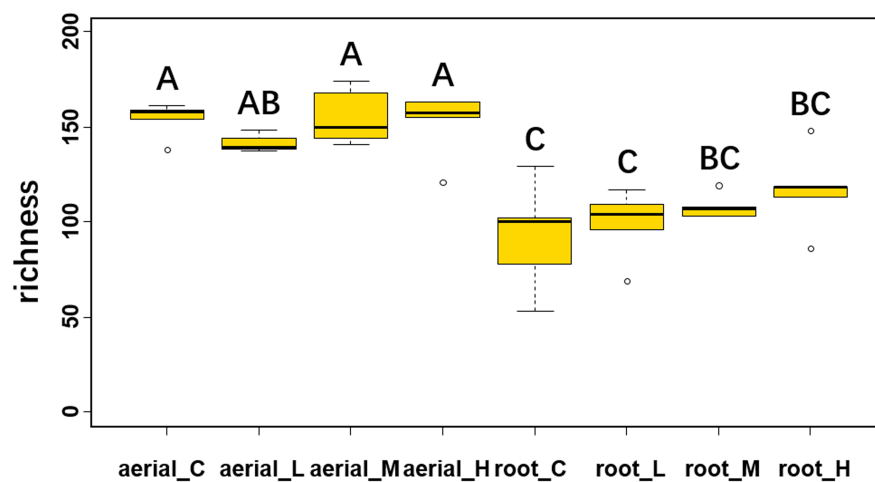 200
150
100
50
0
richness
A
AB
A
A
C
C
BC
BC
aerial_C aerial_L aerial_M aerial_H root_C root_L root_M root_H